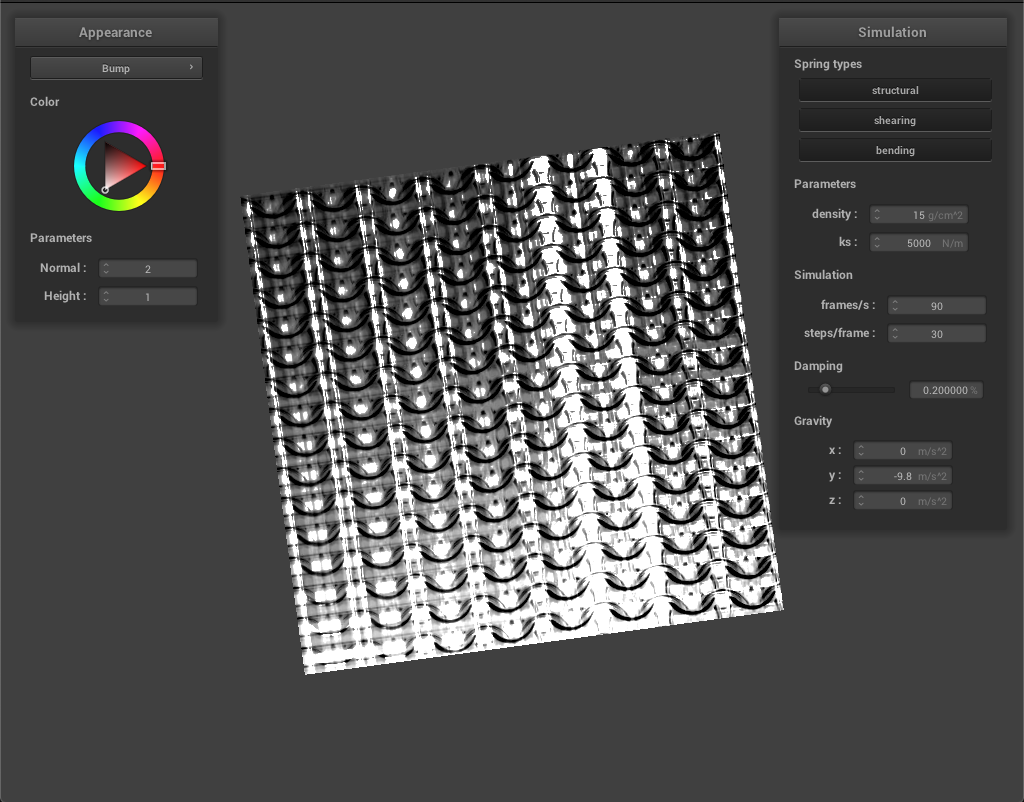 Appearance
Bump
Color
Parameters
Normal : 2
Height : 1
Simulation
Spring types
structural
shearing
bending
Parameters
density : 15 g/cm^2
ks : 5000 N/m
Simulation
frames/s : 90
steps/frame : 30
Damping
0.200000 %
Gravity
x : 0 m/s^2
y : -9.8 m/s^2
z : 0 m/s^2